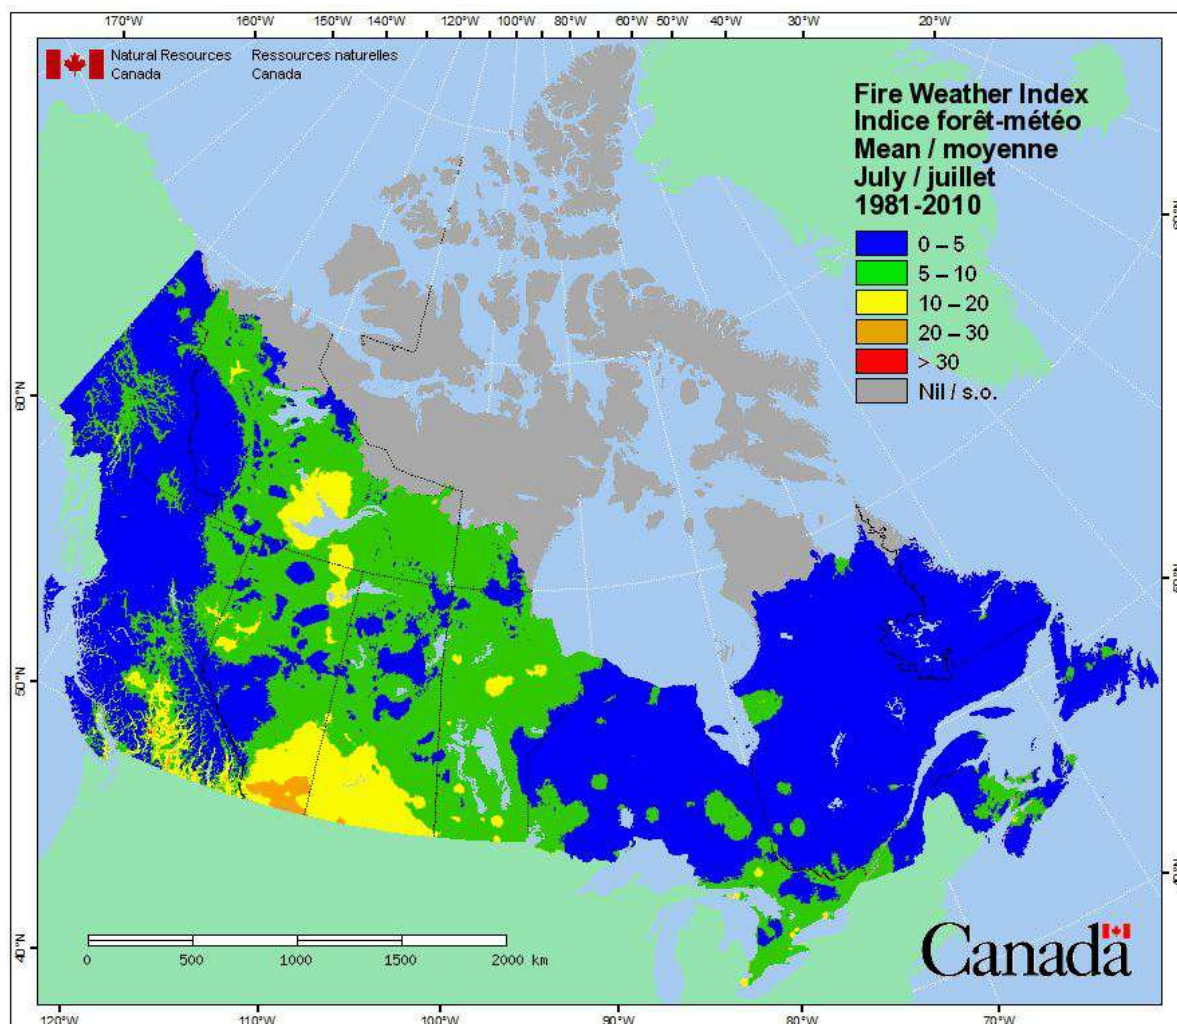 170°W 160°W 150°W 140°W 120°W 100°W 80°W 60°W 50°W 40°W 30°W 20°W
Natural Resources Canada
Ressources naturelles Canada
Fire Weather Index
Indice forêt-météo
Mean / moyenne
July / juillet
1981-2010
0 – 5
5 – 10
10 – 20
20 – 30
> 30
Nil / s.o.
60°N
50°N
40°N
40°N
0 500 1000 1500 2000 km
Canada
120°W 110°W 100°W 90°W 80°W 70°W